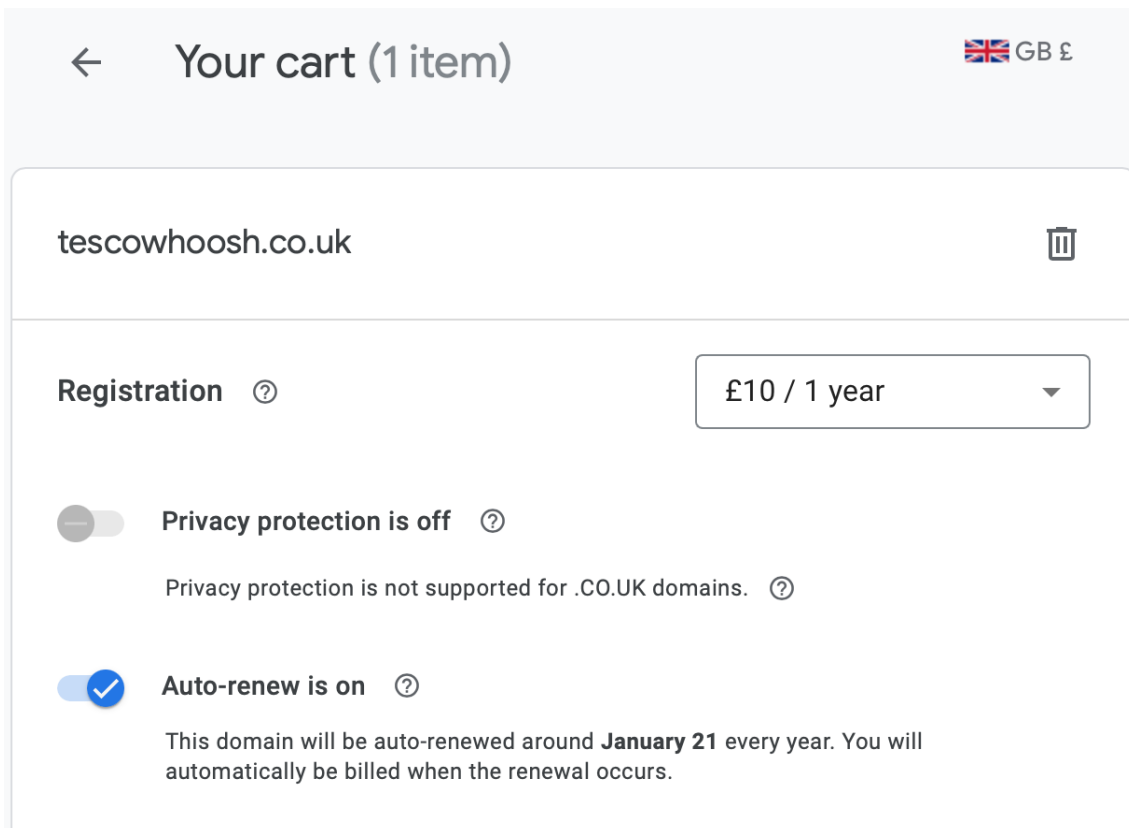 Your cart (1 item)
GB £
tescowhoosh.co.uk
Registration
£10 / 1 year
Privacy protection is off
Privacy protection is not supported for .CO.UK domains.
Auto-renew is on
This domain will be auto-renewed around January 21 every year. You will
automatically be billed when the renewal occurs.